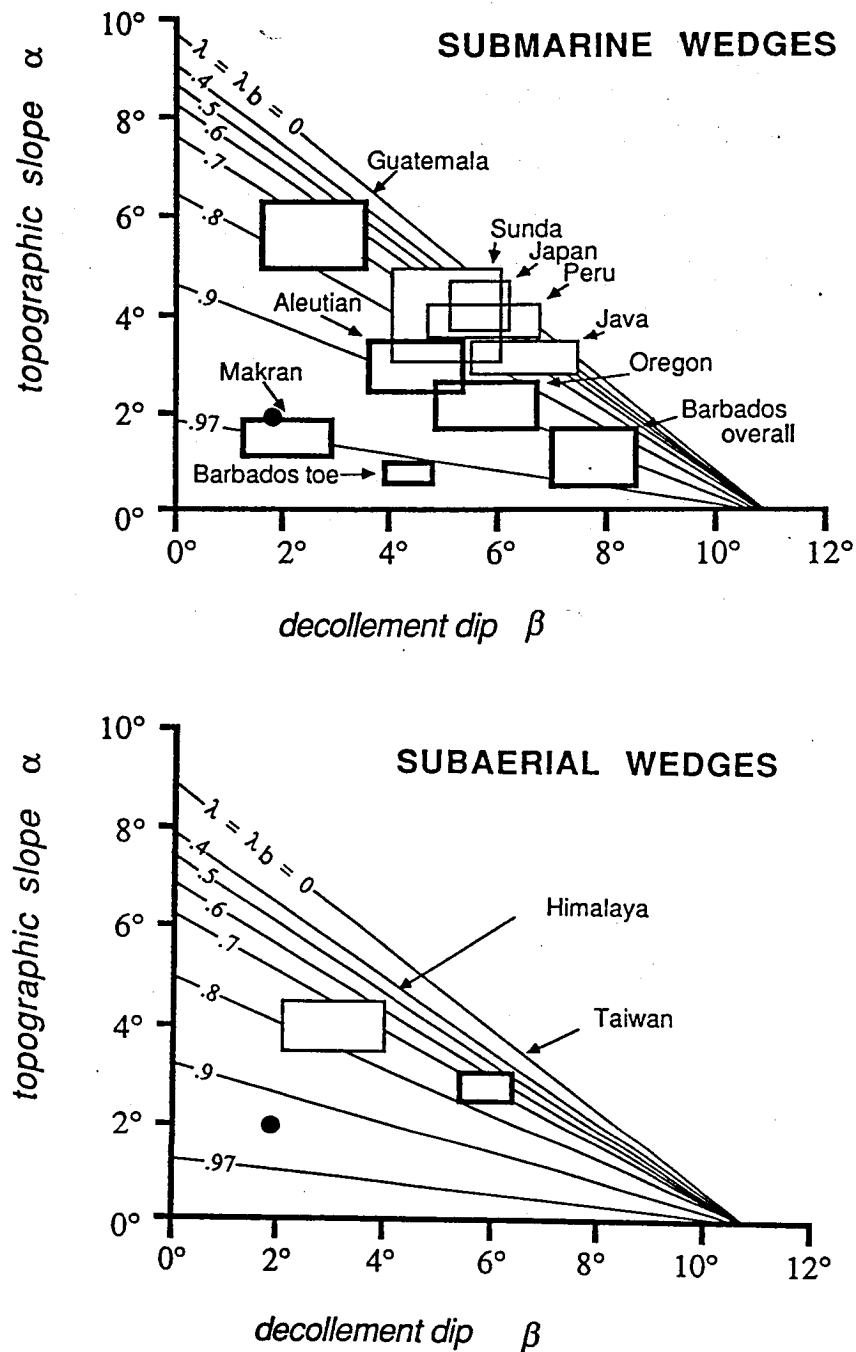 SUBMARINE WEDGES
topographic slope α
10°
8°
6°
4°
2°
0°
λ = λb = 0
.4
.5
.6
.7
.8
.9
.97
Guatemala
Sunda
Japan
Peru
Java
Aleutian
Oregon
Makran
Barbados overall
Barbados toe
0° 2° 4° 6° 8° 10° 12°
decollement dip β
SUBAERIAL WEDGES
topographic slope α
10°
8°
6°
4°
2°
0°
λ = λb = 0
.4
.5
.6
.7
.8
.9
.97
Himalaya
Taiwan
0° 2° 4° 6° 8° 10° 12°
decollement dip β